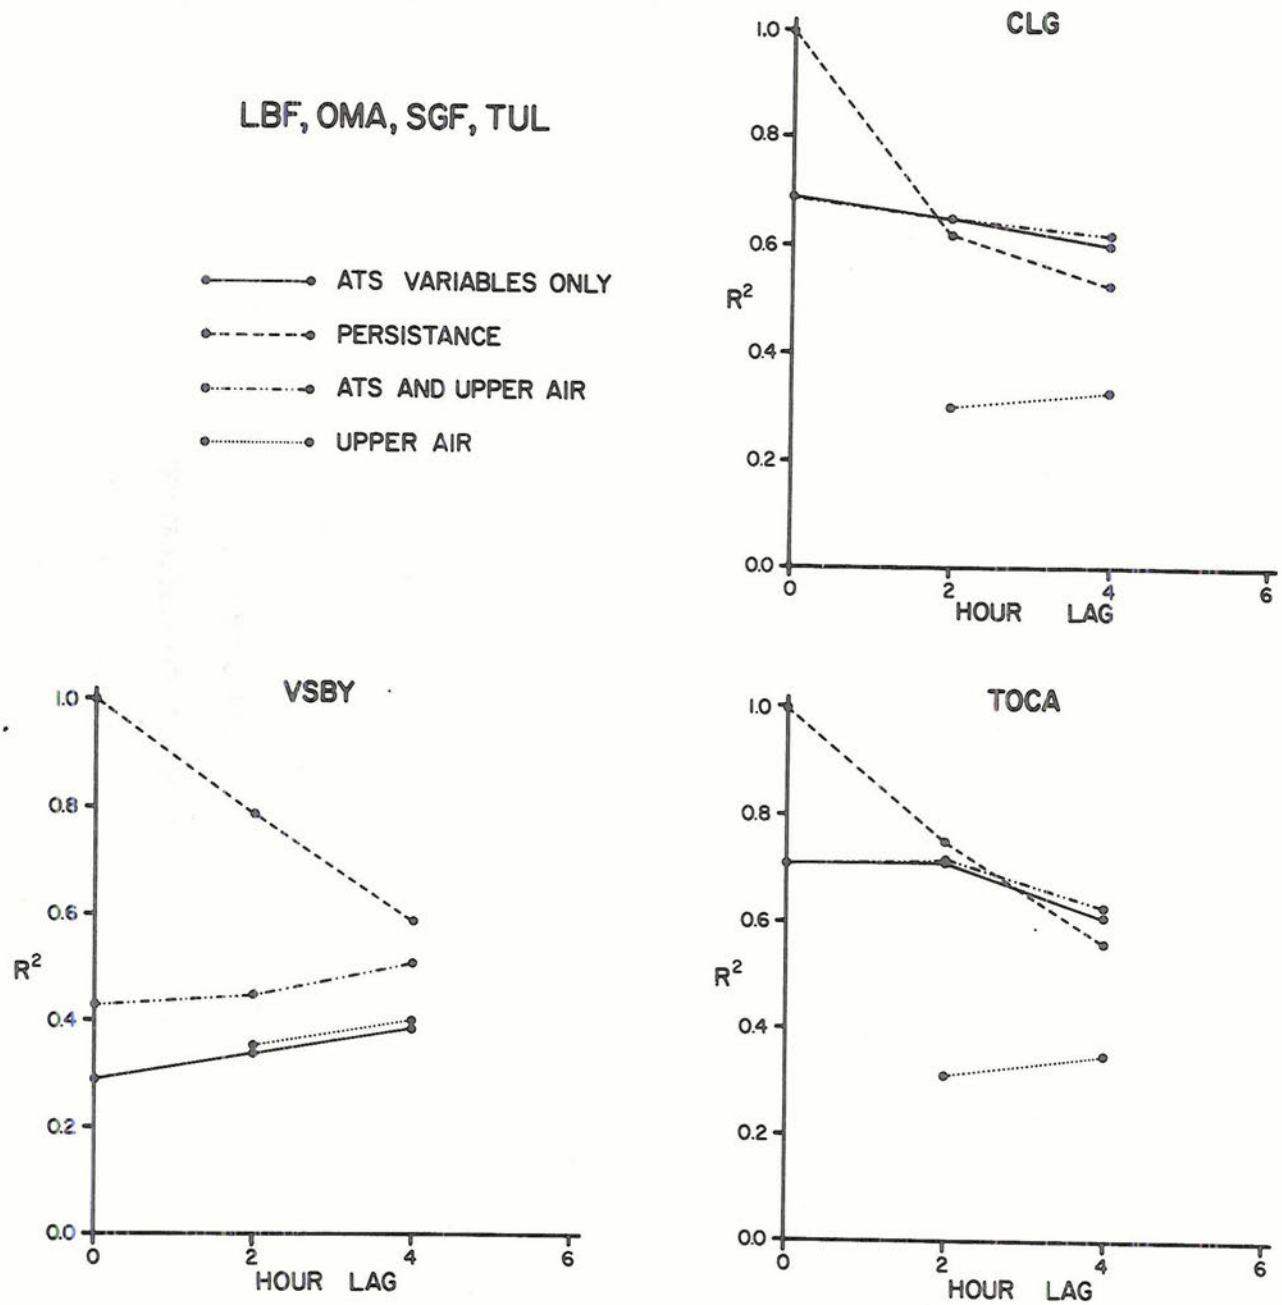 CLG
1.0
0.8
0.6
R²
0.4
0.2
0.0
0 2 4 6
HOUR LAG
LBF, OMA, SGF, TUL
ATS VARIABLES ONLY
PERSISTANCE
ATS AND UPPER AIR
UPPER AIR
VSBY
1.0
0.8
0.6
R²
0.4
0.2
0.0
0 2 4 6
HOUR LAG
TOCA
1.0
0.8
0.6
R²
0.4
0.2
0.0
0 2 4 6
HOUR LAG